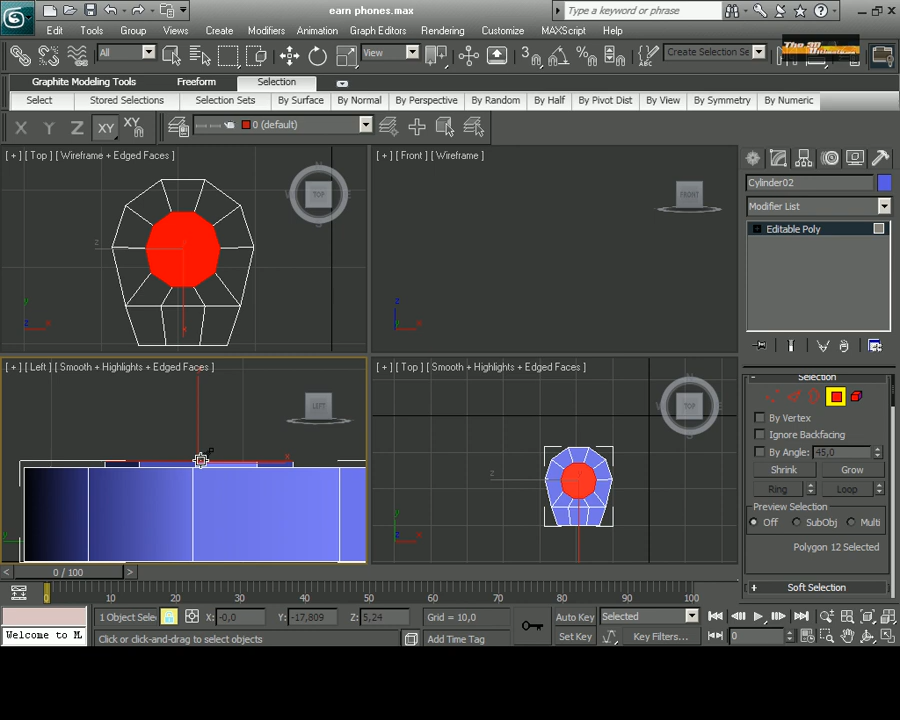 earn phones.max
Type a keyword or phrase
Edit Tools Group Views Create Modifiers Animation Graph Editors Rendering Customize MAXScript Help
All View Create Selection Se
The 3D
Graphite Modeling Tools Freeform Selection
Select Stored Selections Selection Sets By Surface By Normal By Perspective By Random By Half By Pivot Dist By View By Symmetry By Numeric
X Y Z XY XY 0 (default)
[ + ] [ Top ] [ Wireframe + Edged Faces ]
TOP
[ + ] [ Front ] [ Wireframe ]
FRONT
Cylinder02
Modifier List
Editable Poly
[ + ] [ Left ] [ Smooth + Highlights + Edged Faces ]
LEFT
[ + ] [ Top ] [ Smooth + Highlights + Edged Faces ]
TOP
Selection
By Vertex
Ignore Backfacing
By Angle: 45,0
Shrink Grow
Ring Loop
Preview Selection
Off SubObj Multi
Polygon 12 Selected
Soft Selection
0 / 100
0 10 20 30 40 50 60 70 80 90 100
1 Object Sele X: -0,0 Y: -17,809 Z: 5,24 Grid = 10,0 Auto Key Selected
Welcome to M Click or click-and-drag to select objects Add Time Tag Set Key Key Filters... 0